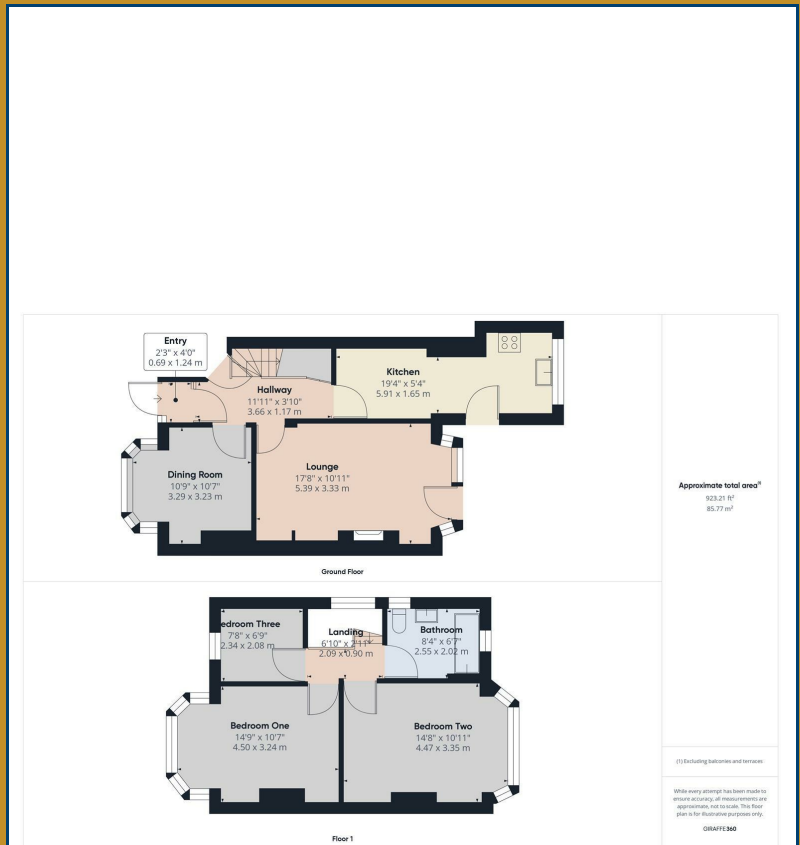 Entry
2'3" x 4'0"
0.69 x 1.24 m
Hallway
11'11" x 3'10"
3.66 x 1.17 m
Kitchen
19'4" x 5'4"
5.91 x 1.65 m
Dining Room
10'9" x 10'7"
3.29 x 3.23 m
Lounge
17'8" x 10'11"
5.39 x 3.33 m
Ground Floor
edroom Three
7'8" x 6'9"
2.34 x 2.08 m
Landing
6'10" x 2'11"
2.09 x 0.90 m
Bathroom
8'4" x 6'7"
2.55 x 2.02 m
Bedroom One
14'9" x 10'7"
4.50 x 3.24 m
Bedroom Two
14'8" x 10'11"
4.47 x 3.35 m
Floor 1
Approximate total area⁽¹⁾
923.21 ft²
85.77 m²
(1) Excluding balconies and terraces
While every attempt has been made to
ensure accuracy, all measurements are
approximate, not to scale. This floor
plan is for illustrative purposes only.
GIRAFFE360